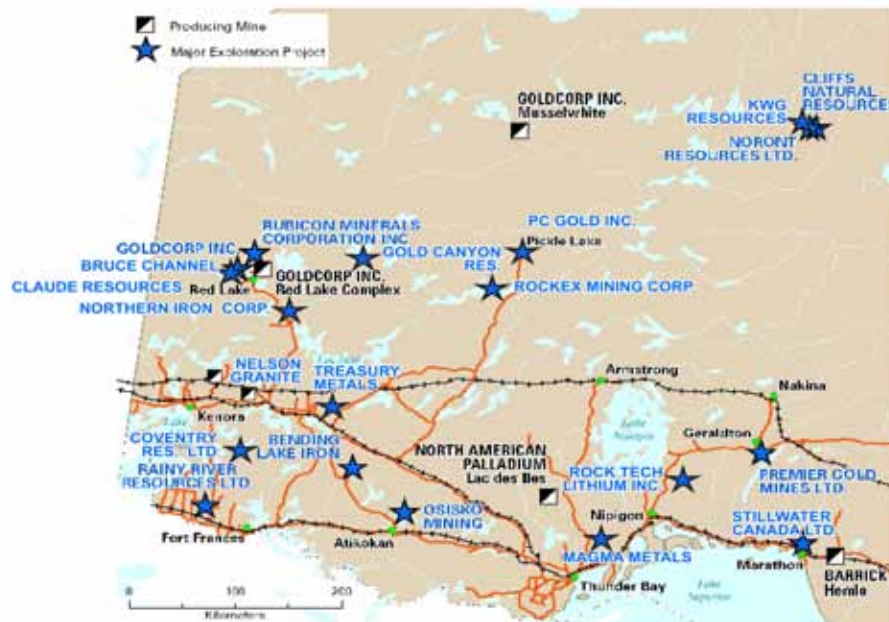 Producing Mine
Major Exploration Project
CLIFFS
NATURAL
RESOURCES
KWG
RESOURCES
NORONT
RESOURCES LTD.
GOLDCORP INC.
Musselwhite
PC GOLD INC.
Pickle Lake
RUBICON MINERALS
CORPORATION INC
GOLDCORP INC
BRUCE CHANNEL
CLAUDE RESOURCES
Red Lake
GOLDCORP INC.
Red Lake Complex
GOLD CANYON
RES.
ROCKEX MINING CORP
NORTHERN IRON CORP.
NELSON
GRANITE
TREASURY
METALS
Armstrong
Nakina
Kenora
Lake
Lake
Nipigon
Geraldton
COVENTRY
RES. LTD
BENDING
LAKE IRON
NORTH AMERICAN
PALLADIUM
Lac des Iles
ROCK TECH
LITHIUM INC.
PREMIER GOLD
MINES LTD
RAINY RIVER
RESOURCES LTD
OSISKO
MINING
Nipigon
STILLWATER
CANADA LTD
Fort Frances
Atikokan
MAGMA METALS
Marathon
BARRICK
Hemlo
Thunder Bay
Lake
Superior
0 100 200
Kilometers